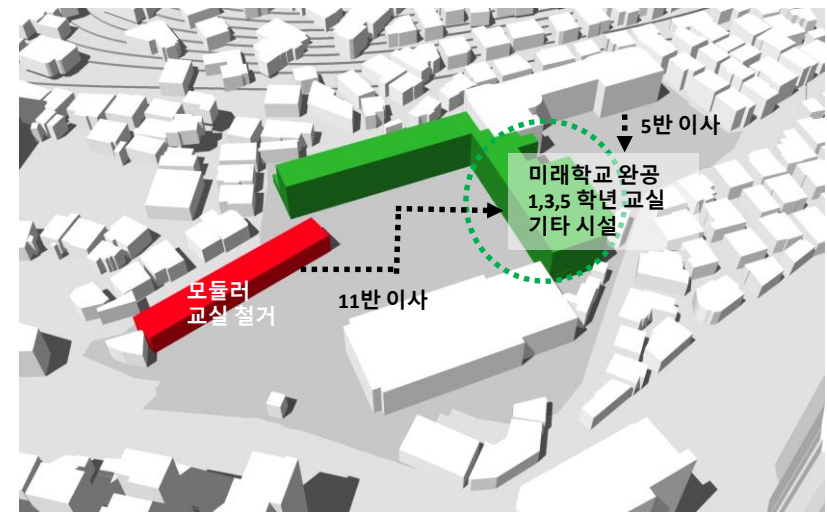 5반 이사
미래학교 완공
1,3,5 학년 교실
기타 시설
모듈러
교실 철거
11반 이사